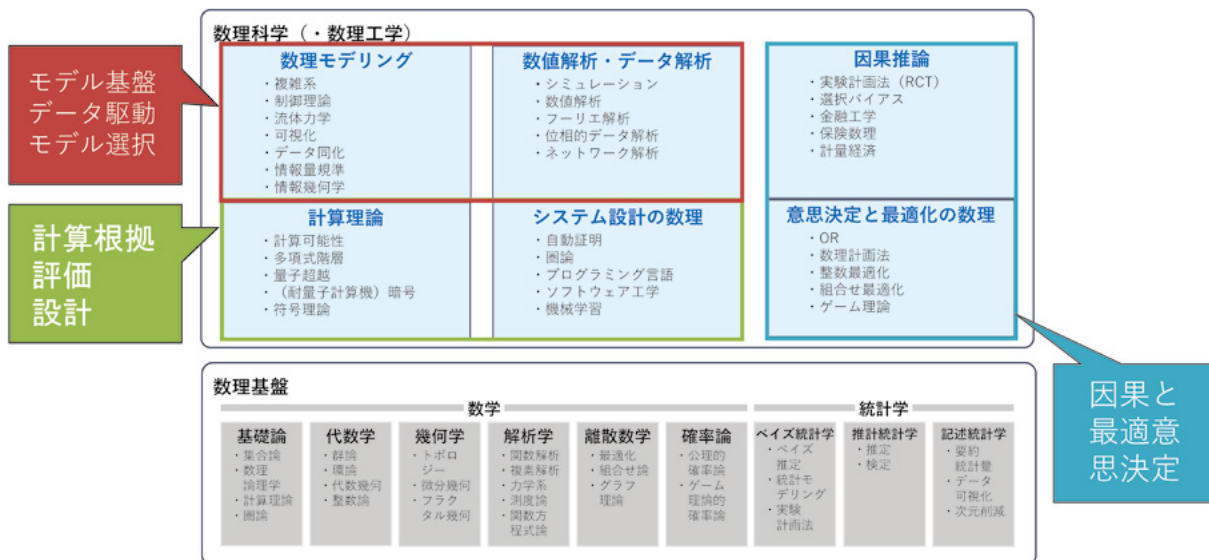 数理科学（・数理工学）
モデル基盤
データ駆動
モデル選択
数理モデリング
・複雑系
・制御理論
・流体力学
・可視化
・データ同化
・情報量規準
・情報幾何学
数値解析・データ解析
・シミュレーション
・数値解析
・フーリエ解析
・位相的データ解析
・ネットワーク解析
因果推論
・実験計画法（RCT）
・選択バイアス
・金融工学
・保険数理
・計量経済
計算根拠
評価
設計
計算理論
・計算可能性
・多項式階層
・量子超越
・（耐量子計算機）暗号
・符号理論
システム設計の数理
・自動証明
・圏論
・プログラミング言語
・ソフトウェア工学
・機械学習
意思決定と最適化の数理
・OR
・数理計画法
・整数最適化
・組合せ最適化
・ゲーム理論
因果と
最適意
思決定
数理基盤
数学
統計学
基礎論
・集合論
・数理
論理学
・計算理論
・圏論
代数学
・群論
・環論
・代数幾何
・整数論
幾何学
・トポロ
ジー
・微分幾何
・フラク
タル幾何
解析学
・関数解析
・複素解析
・力学系
・測度論
・関数方
程式論
離散数学
・最適化
・組合せ論
・グラフ
理論
確率論
・公理的
確率論
・ゲーム
理論的
確率論
ベイズ統計学
・ベイズ
推定
・統計モ
デリング
・実験
計画法
推計統計学
・推定
・検定
記述統計学
・要約
統計量
・データ
可視化
・次元削減